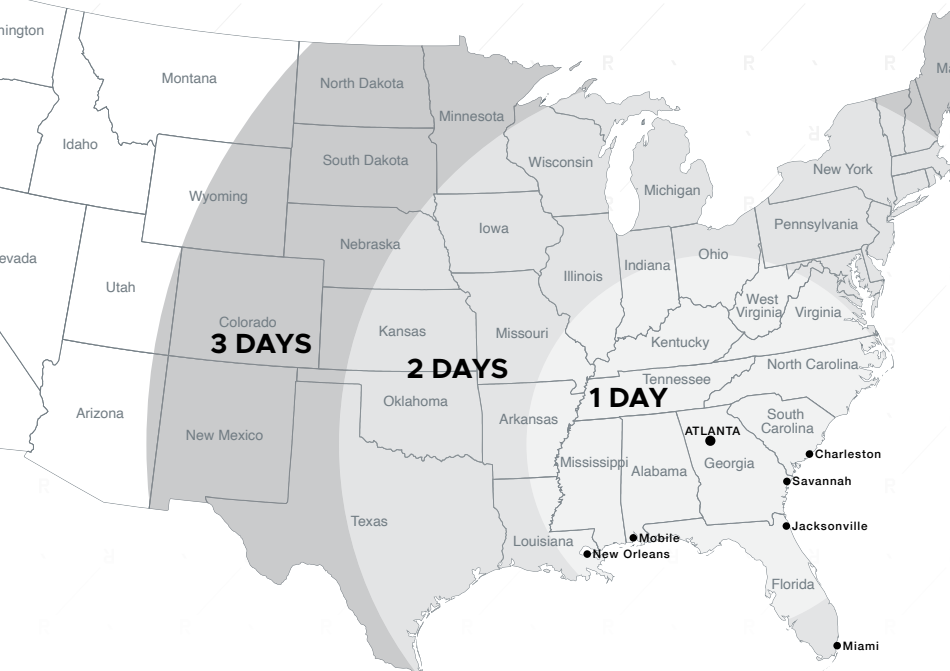 nington
Montana
North Dakota
Ma
Minnesota
Idaho
South Dakota
Wisconsin
New York
Wyoming
Michigan
Pennsylvania
Iowa
Nebraska
evada
Ohio
Indiana
Illinois
Utah
West
Virginia
Virginia
Colorado
Kansas
Missouri
3 DAYS
Kentucky
2 DAYS
North Carolina
Tennessee
1 DAY
Oklahoma
Arizona
Arkansas
South
Carolina
New Mexico
ATLANTA
Charleston
Mississippi
Alabama
Georgia
Savannah
Texas
Jacksonville
Louisiana
Mobile
New Orleans
Florida
Miami